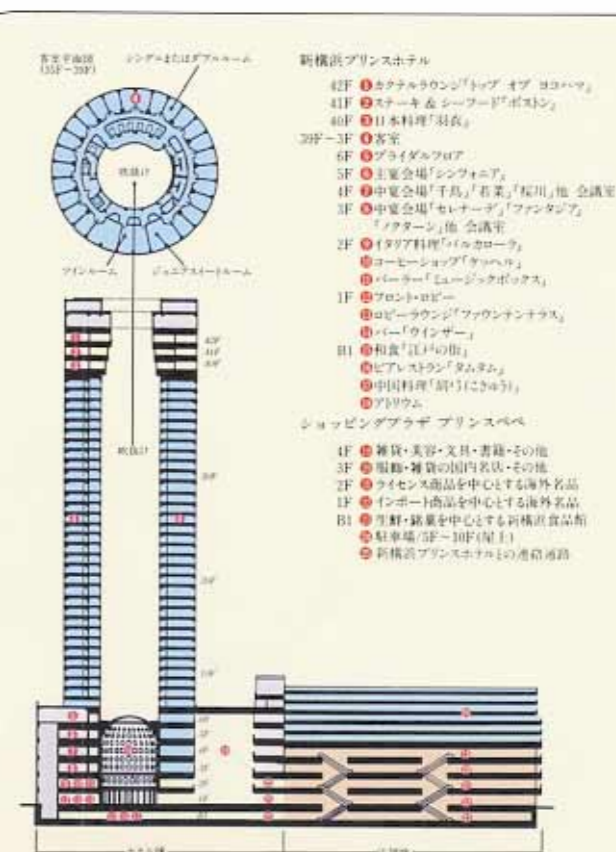 客室平面図
(35F〜39F)
シングルまたはダブルルーム
吹抜け
ツインルーム
ジュニアスイートルーム
吹抜け
新横浜プリンスホテル
42F ❶カクテルラウンジ「トップ オブ ヨコハマ」
41F ❷ステーキ & シーフード「ボストン」
40F ❸日本料理「羽衣」
39F〜3F ❹客室
6F ❺ブライダルフロア
5F ❻主宴会場「シンフォニア」
4F ❼中宴会場「千鳥」「若菜」「桜川」他 会議室
3F ❽中宴会場「セレナーデ」「ファンタジア」
「ノクターン」他 会議室
2F ❾イタリア料理「バルカローラ」
❿コーヒーショップ「ケッヘル」
⓫パーラー「ミュージックボックス」
1F ⓬フロント・ロビー
⓭ロビーラウンジ「ファウンテンテラス」
⓮バー「ウインザー」
B1 ⓯和食「江戸の街」
⓰ビアレストラン「タムタム」
⓱中国料理「胡弓(こきゅう)」
⓲アトリウム
ショッピングプラザ プリンスペペ
4F ⓳雑貨・美容・文具・書籍・その他
3F ⓴服飾・雑貨の国内名店・その他
2F ㉑ライセンス商品を中心とする海外名品
1F ㉒インポート商品を中心とする海外名品
B1 ㉓生鮮・銘菓を中心とする新横浜食品館
㉔駐車場/5F〜10F(屋上)
㉕新横浜プリンスホテルとの連絡通路
42F
41F
40F